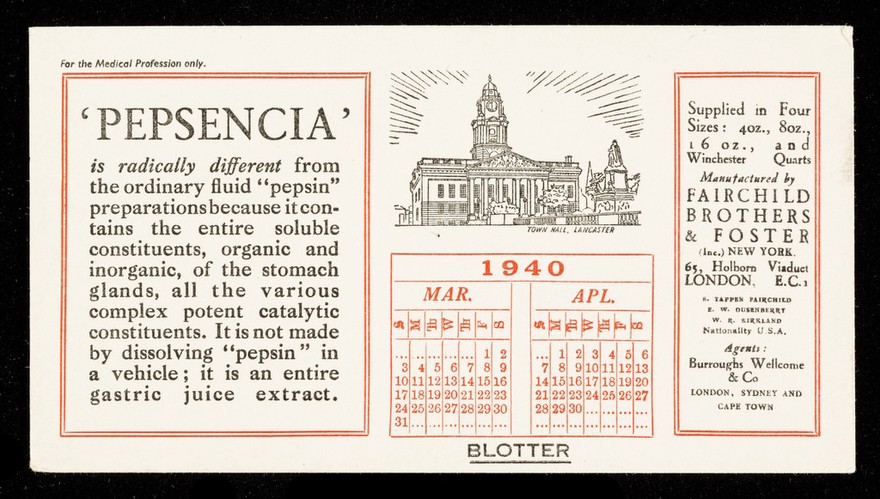 For the Medical Profession only.
‘PEPSENCIA’
is radically different from
the ordinary fluid “pepsin”
preparations because it con-
tains the entire soluble
constituents, organic and
inorganic, of the stomach
glands, all the various
complex potent catalytic
constituents. It is not made
by dissolving “pepsin” in
a vehicle; it is an entire
gastric juice extract.
TOWN HALL, LANCASTER
1940
MAR.
S M Tu W Th F S
... ... ... ... ... 1 2
3 4 5 6 7 8 9
10 11 12 13 14 15 16
17 18 19 20 21 22 23
24 25 26 27 28 29 30
31 ... ... ... ... ... ...
APL.
S M Tu W Th F S
... 1 2 3 4 5 6
7 8 9 10 11 12 13
14 15 16 17 18 19 20
21 22 23 24 25 26 27
28 29 30 ... ... ... ...
... ... ... ... ... ... ...
BLOTTER
Supplied in Four
Sizes: 4oz., 8oz.,
16 oz., and
Winchester Quarts
Manufactured by
FAIRCHILD
BROTHERS
& FOSTER
(Inc.) NEW YORK.
65, Holborn Viaduct
LONDON, E.C.1
S. TAPPEN FAIRCHILD
E. W. DUSENBERRY
W. R. KIRKLAND
Nationality U.S.A.
Agents:
Burroughs Wellcome
& Co
LONDON, SYDNEY AND
CAPE TOWN